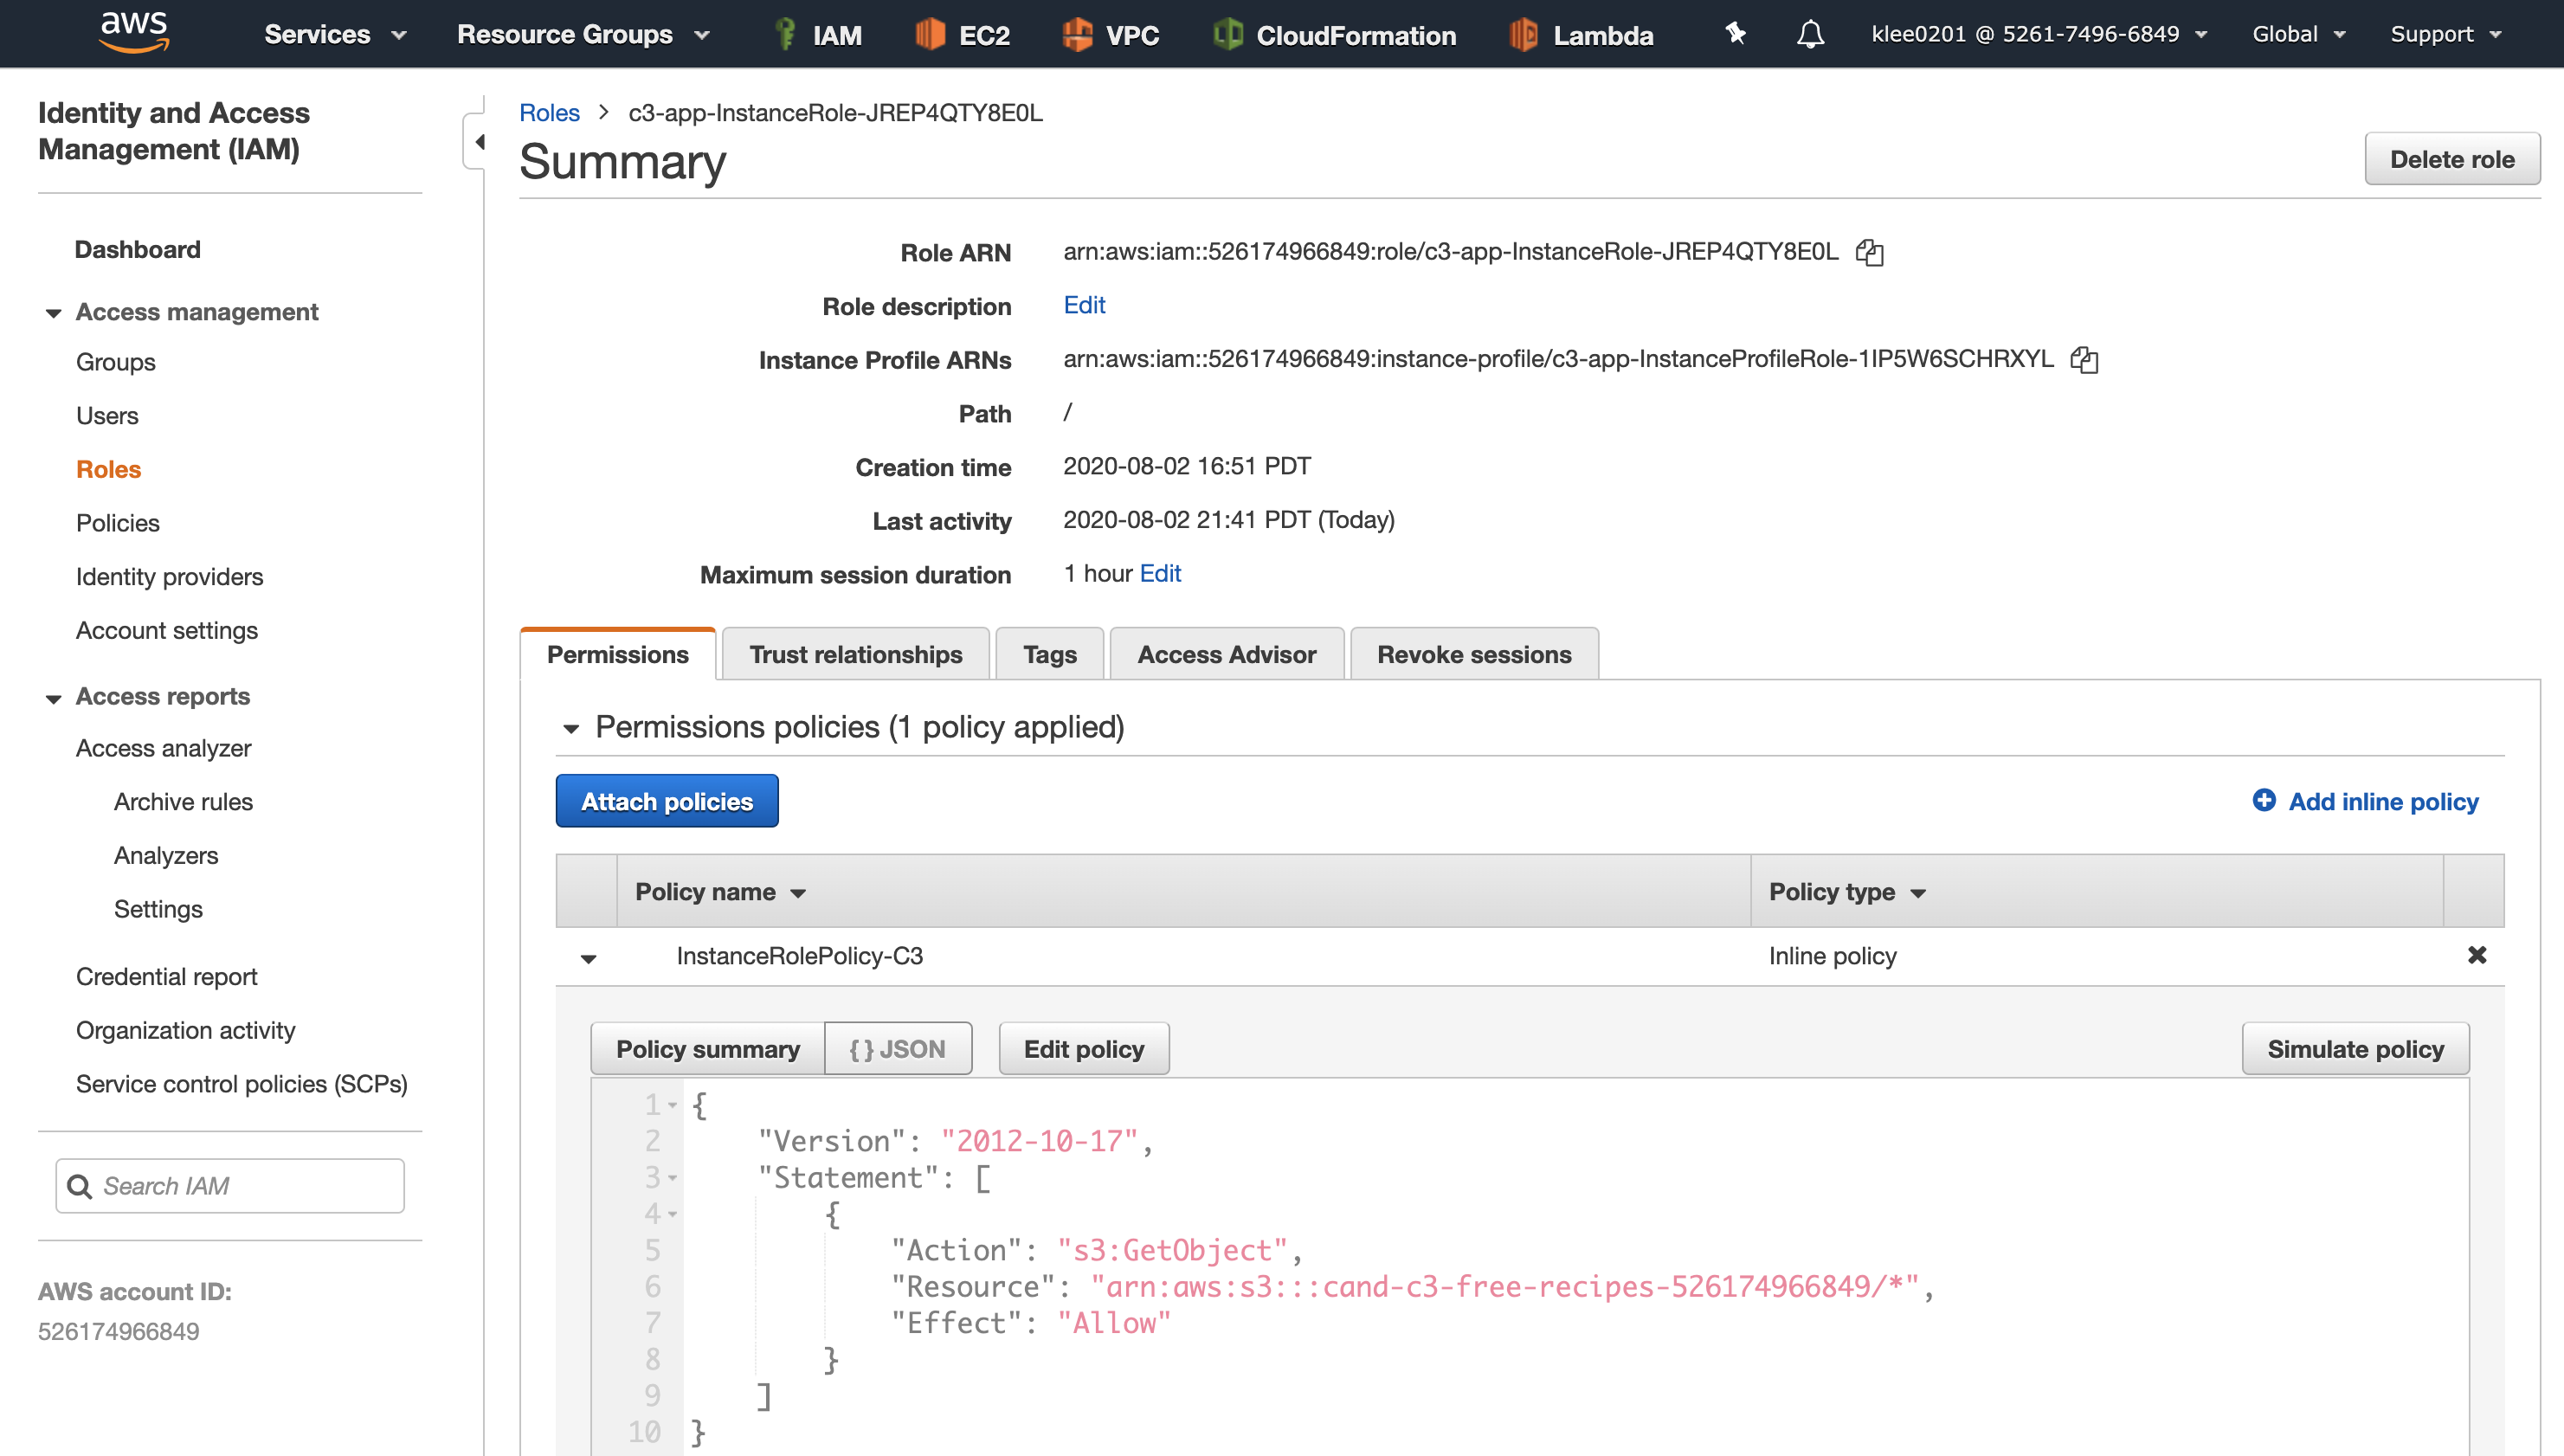 aws Services Resource Groups IAM EC2 VPC CloudFormation Lambda klee0201 @ 5261-7496-6849 Global Support
Identity and Access
Management (IAM)
Dashboard
Access management
Groups
Users
Roles
Policies
Identity providers
Account settings
Access reports
Access analyzer
Archive rules
Analyzers
Settings
Credential report
Organization activity
Service control policies (SCPs)
Search IAM
AWS account ID:
526174966849
Roles > c3-app-InstanceRole-JREP4QTY8E0L
Summary
Delete role
Role ARN arn:aws:iam::526174966849:role/c3-app-InstanceRole-JREP4QTY8E0L
Role description Edit
Instance Profile ARNs arn:aws:iam::526174966849:instance-profile/c3-app-InstanceProfileRole-1IP5W6SCHRXYL
Path /
Creation time 2020-08-02 16:51 PDT
Last activity 2020-08-02 21:41 PDT (Today)
Maximum session duration 1 hour Edit
Permissions Trust relationships Tags Access Advisor Revoke sessions
Permissions policies (1 policy applied)
Attach policies Add inline policy
Policy name Policy type
InstanceRolePolicy-C3 Inline policy
Policy summary { } JSON Edit policy Simulate policy
1 {
2 "Version": "2012-10-17",
3 "Statement": [
4 {
5 "Action": "s3:GetObject",
6 "Resource": "arn:aws:s3:::cand-c3-free-recipes-526174966849/*",
7 "Effect": "Allow"
8 }
9 ]
10 }